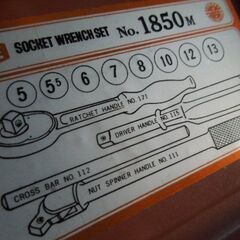 SOCKET WRENCH SET No. 1850M
5 5.5 6 7 8 10 12 13
RATCHET HANDLE NO.171
DRIVER HANDLE NO.115
CROSS BAR NO.112
NUT SPINNER HANDLE NO.111